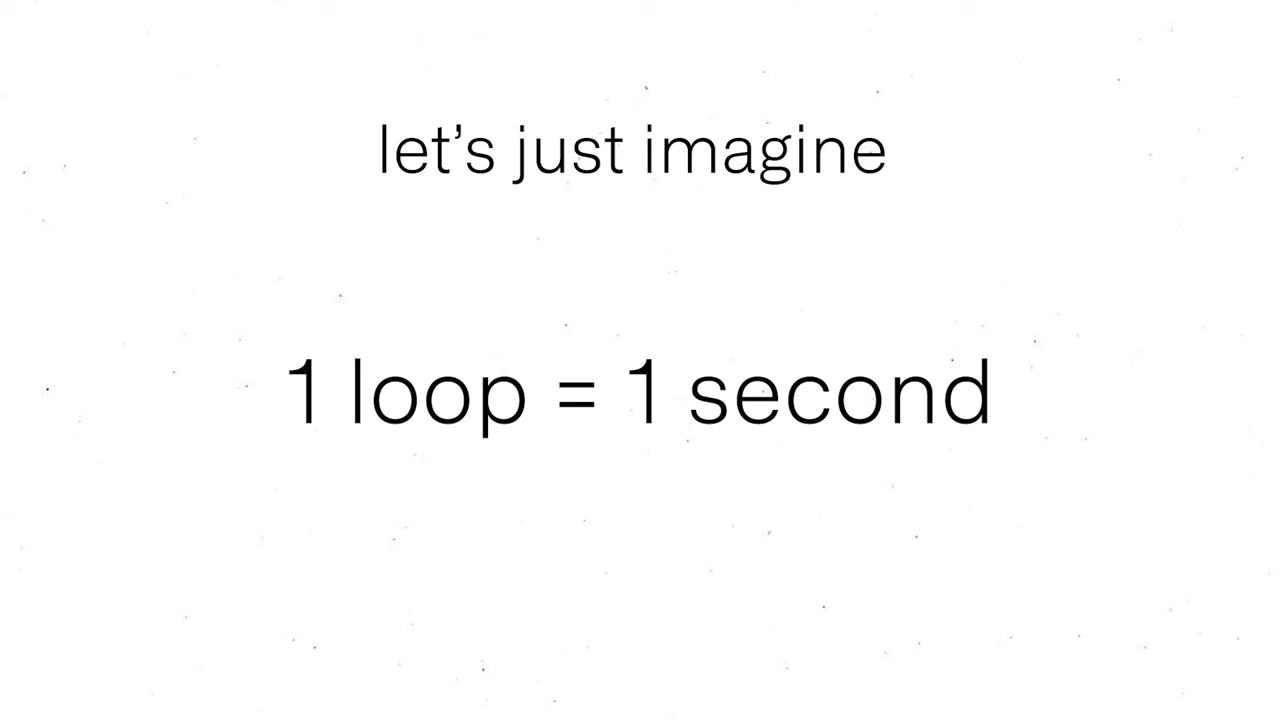 let’s just imagine
1 loop = 1 second